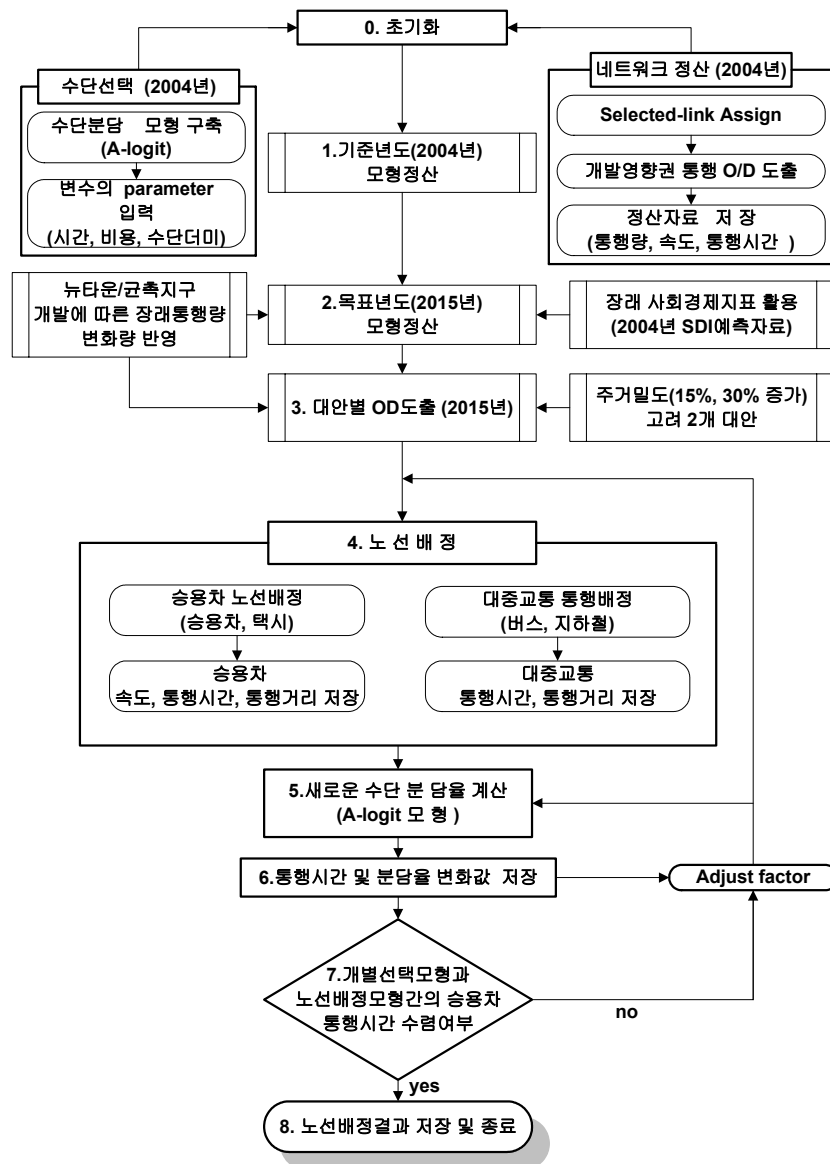 0. 초기화
수단선택 (2004년)
수단분담 모형 구축
(A-logit)
변수의 parameter
입력
(시간, 비용, 수단더미)
네트워크 정산 (2004년)
Selected-link Assign
개발영향권 통행 O/D 도출
정산자료 저 장
(통행량, 속도, 통행시간 )
1.기준년도(2004년)
모형정산
뉴타운/균촉지구
개발에 따른 장래통행량
변화량 반영
2.목표년도(2015년)
모형정산
장래 사회경제지표 활용
(2004년 SDI예측자료)
3. 대안별 OD도출 (2015년)
주거밀도(15%, 30% 증가)
고려 2개 대안
4. 노 선 배 정
승용차 노선배정
(승용차, 택시)
승용차
속도, 통행시간, 통행거리 저장
대중교통 통행배정
(버스, 지하철)
대중교통
통행시간, 통행거리 저장
5.새로운 수단 분 담율 계산
(A-logit 모 형 )
6.통행시간 및 분담율 변화값 저장
Adjust factor
7.개별선택모형과
노선배정모형간의 승용차
통행시간 수렴여부
no
yes
8. 노선배정결과 저장 및 종료